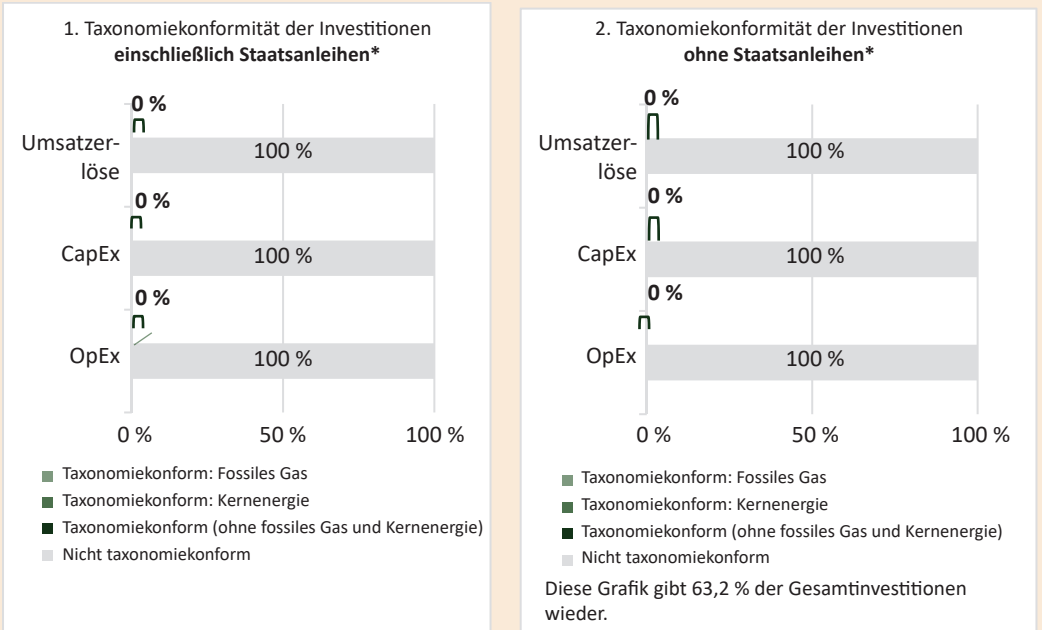 1. Taxonomiekonformität der Investitionen
einschließlich Staatsanleihen*
0 %
Umsatzer-
löse
100 %
0 %
CapEx
100 %
0 %
OpEx
100 %
0 %
50 %
100 %
Taxonomiekonform: Fossiles Gas
Taxonomiekonform: Kernenergie
Taxonomiekonform (ohne fossiles Gas und Kernenergie)
Nicht taxonomiekonform
2. Taxonomiekonformität der Investitionen
ohne Staatsanleihen*
0 %
Umsatzer-
löse
100 %
0 %
CapEx
100 %
0 %
OpEx
100 %
0 %
50 %
100 %
Taxonomiekonform: Fossiles Gas
Taxonomiekonform: Kernenergie
Taxonomiekonform (ohne fossiles Gas und Kernenergie)
Nicht taxonomiekonform
Diese Grafik gibt 63,2 % der Gesamtinvestitionen
wieder.